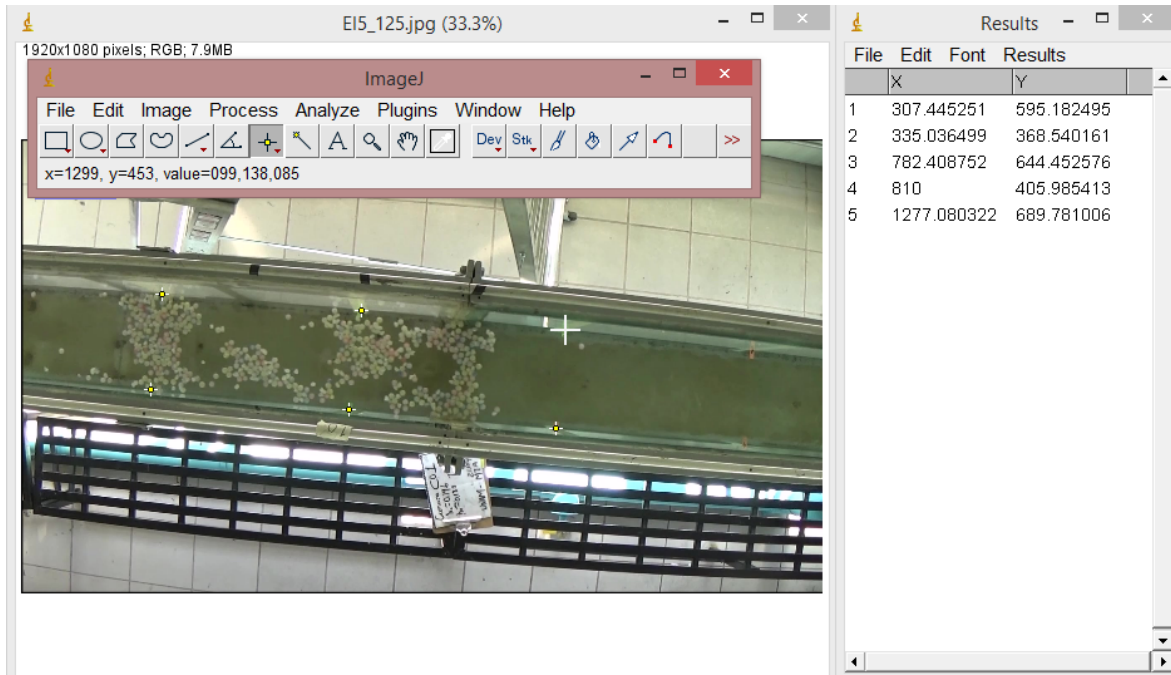 EI5_125.jpg (33.3%)
1920x1080 pixels; RGB; 7.9MB
ImageJ
File Edit Image Process Analyze Plugins Window Help
Dev Stk >>
x=1299, y=453, value=099,138,085
Results
File Edit Font Results
X Y
1 307.445251 595.182495
2 335.036499 368.540161
3 782.408752 644.452576
4 810 405.985413
5 1277.080322 689.781006